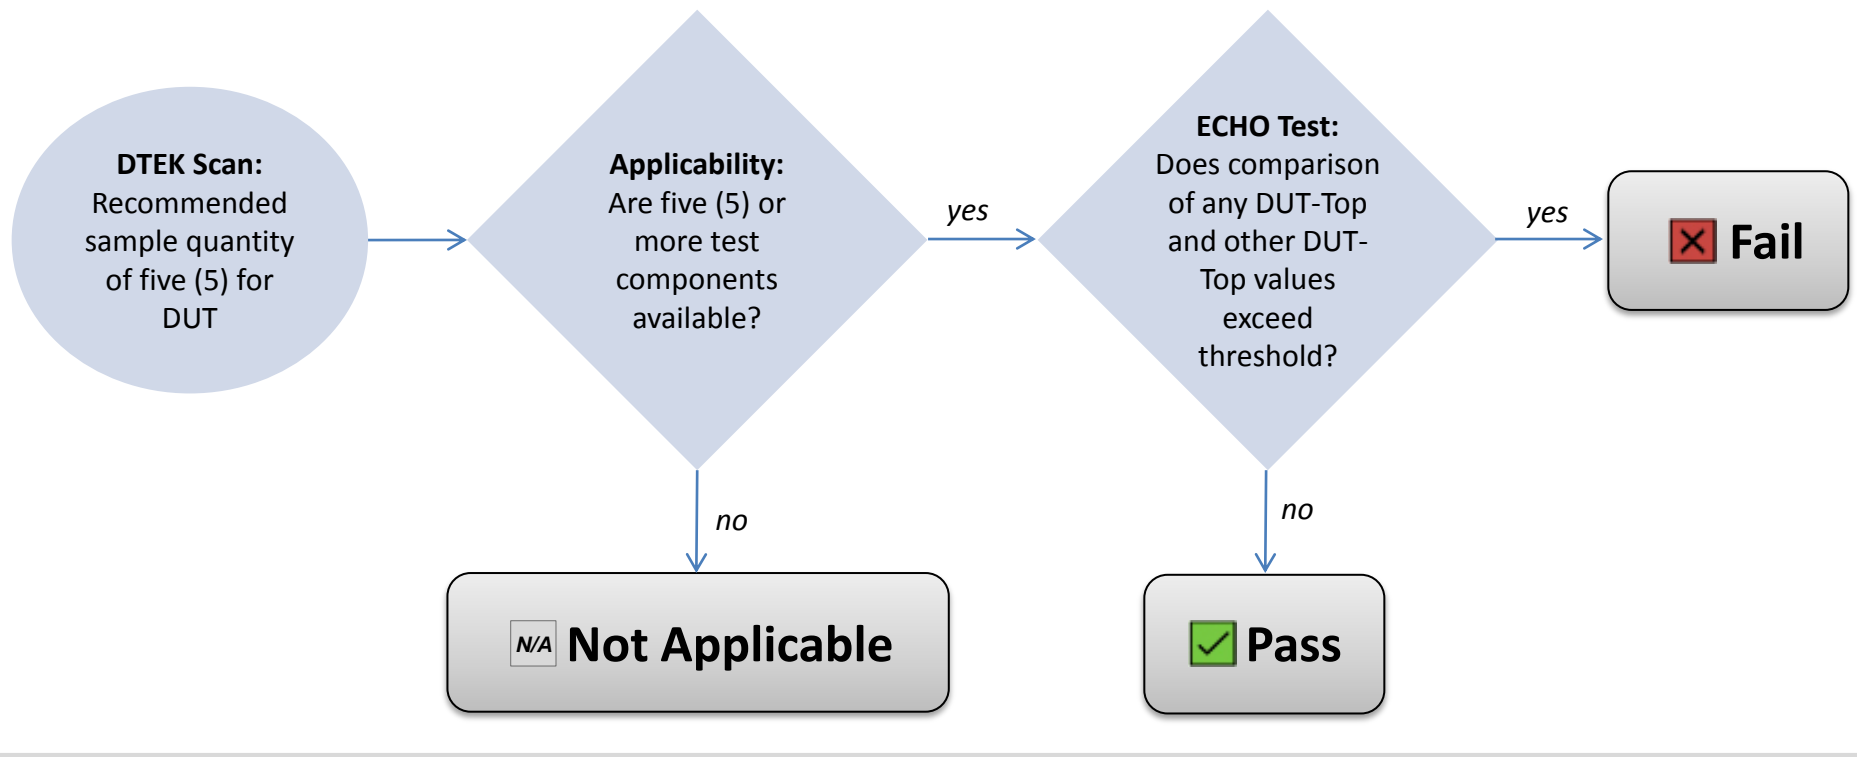 DTEK Scan:
Recommended
sample quantity
of five (5) for
DUT
Applicability:
Are five (5) or
more test
components
available?
yes
ECHO Test:
Does comparison
of any DUT-Top
and other DUT-
Top values
exceed
threshold?
yes
Fail
no
N/A Not Applicable
no
Pass